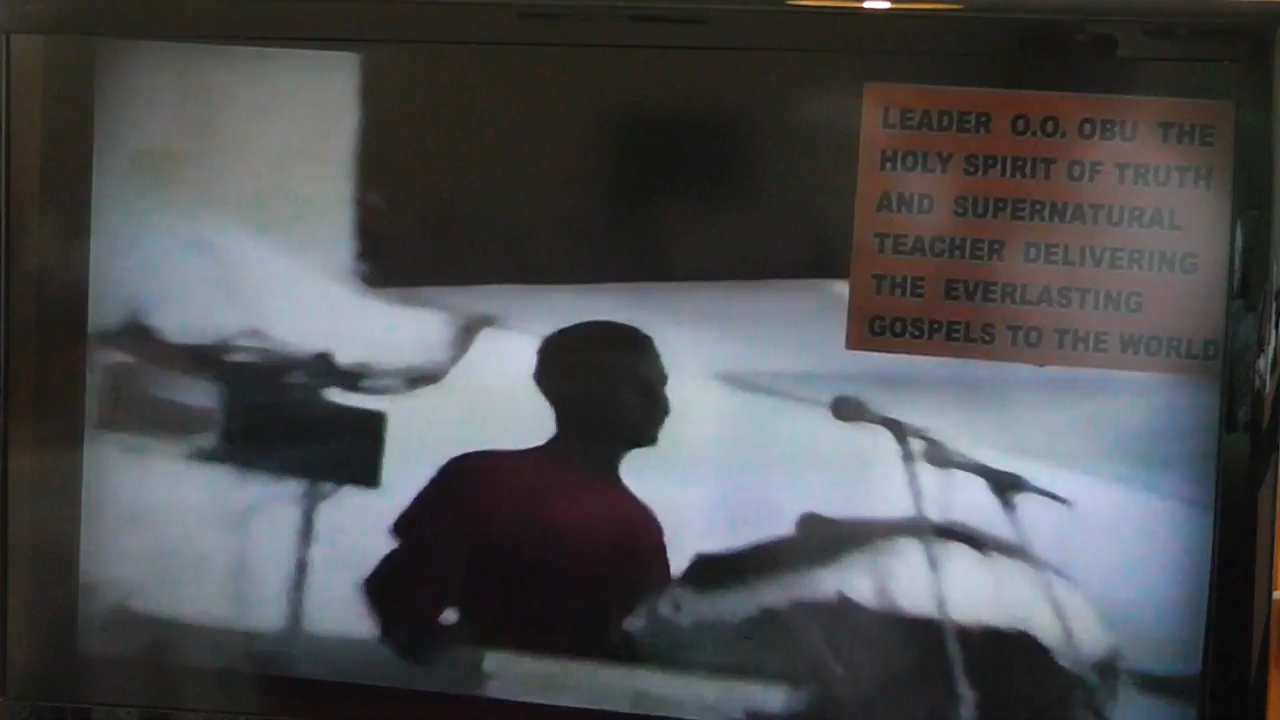 LEADER O.O. OBU THE
HOLY SPIRIT OF TRUTH
AND SUPERNATURAL
TEACHER DELIVERING
THE EVERLASTING
GOSPELS TO THE WORLD